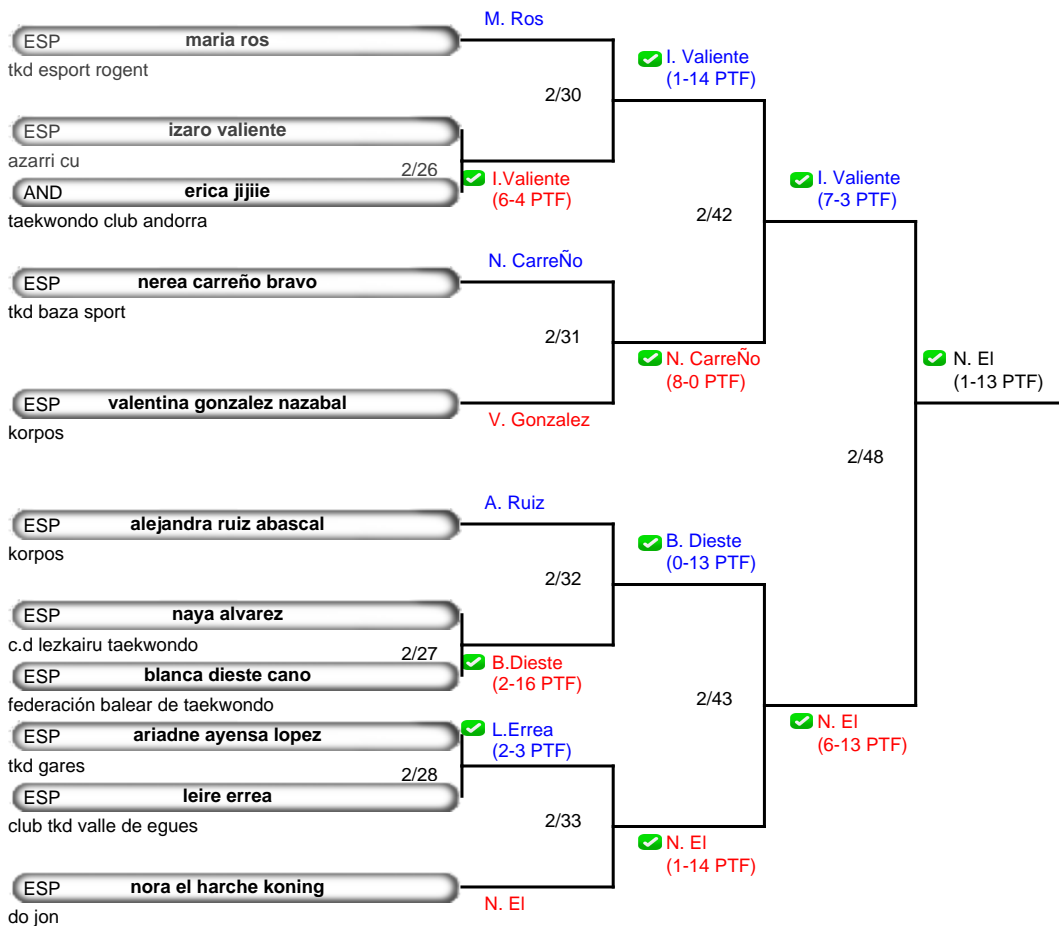 M. Ros
ESP maria ros
tkd esport rogent
I. Valiente
(1-14 PTF)
2/30
ESP izaro valiente
azarri cu
2/26
AND erica jijiie
taekwondo club andorra
I.Valiente
(6-4 PTF)
I. Valiente
(7-3 PTF)
2/42
N. CarreÑo
ESP nerea carreño bravo
tkd baza sport
2/31
N. CarreÑo
(8-0 PTF)
ESP valentina gonzalez nazabal
korpos
V. Gonzalez
N. El
(1-13 PTF)
2/48
A. Ruiz
ESP alejandra ruiz abascal
korpos
B. Dieste
(0-13 PTF)
2/32
ESP naya alvarez
c.d lezkairu taekwondo
2/27
ESP blanca dieste cano
federación balear de taekwondo
B.Dieste
(2-16 PTF)
2/43
N. El
(6-13 PTF)
ESP ariadne ayensa lopez
tkd gares
L.Errea
(2-3 PTF)
2/28
ESP leire errea
club tkd valle de egues
2/33
N. El
(1-14 PTF)
ESP nora el harche koning
do jon
N. El